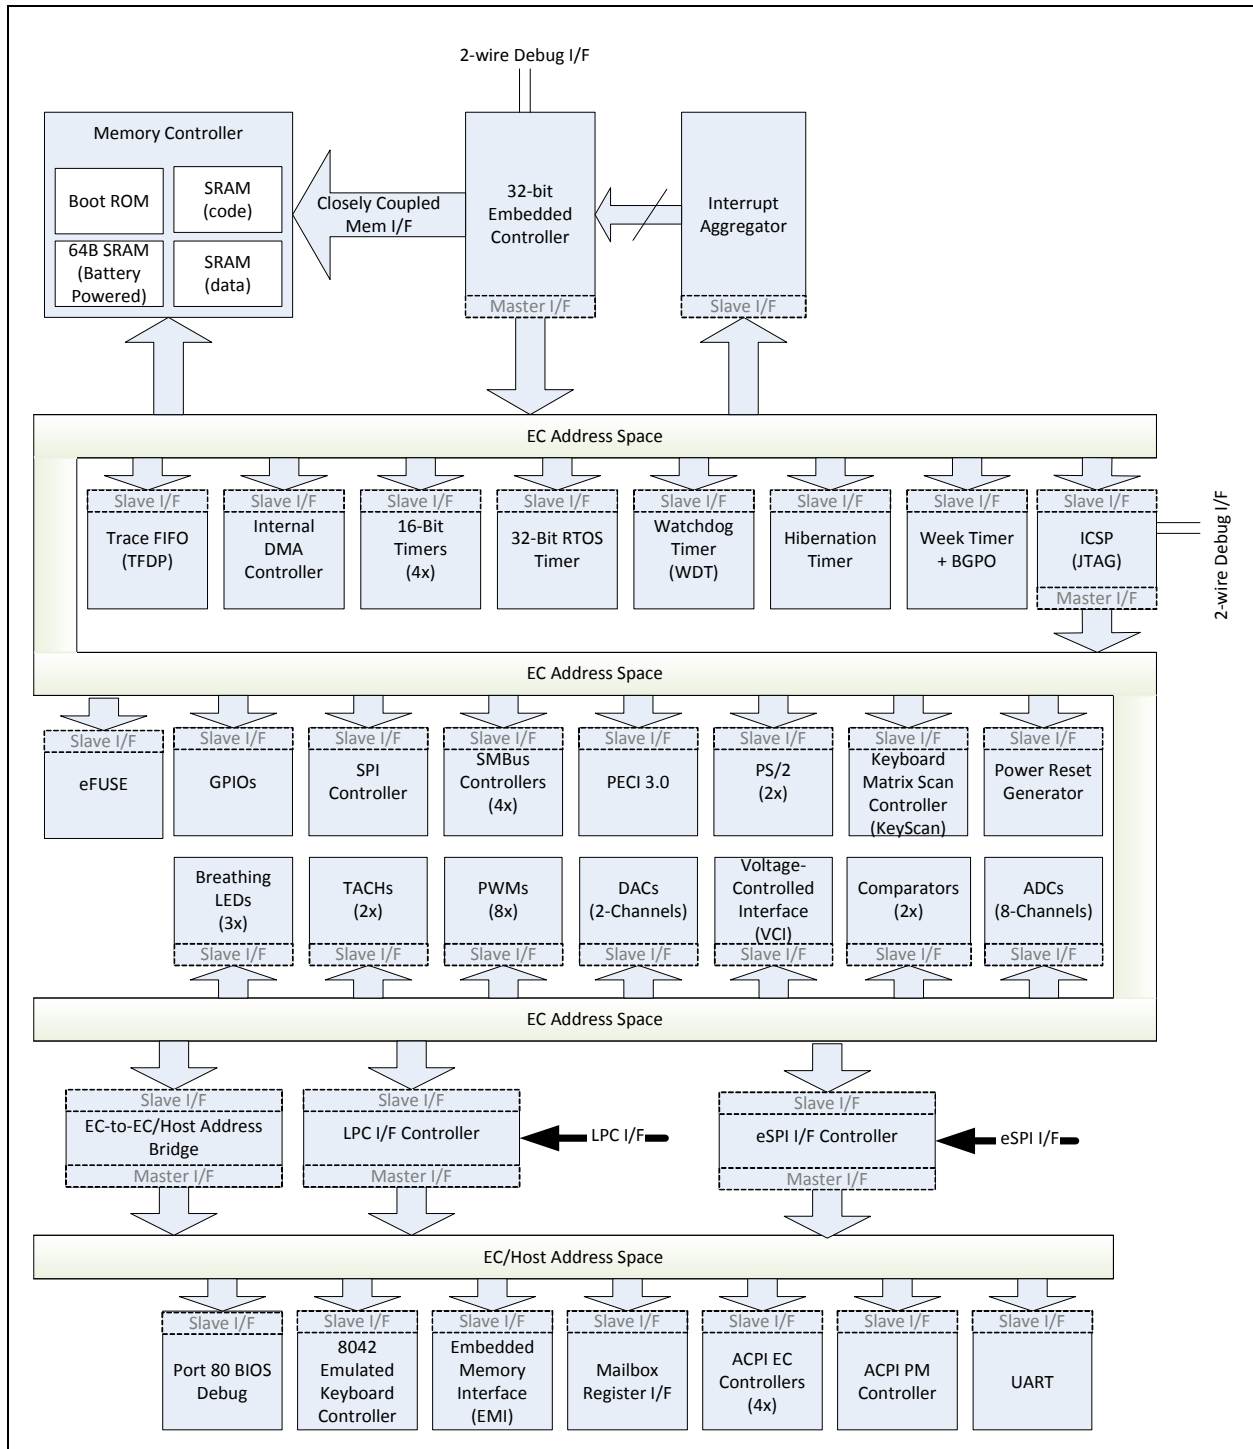 2-wire Debug I/F
Memory Controller
Boot ROM
SRAM
(code)
64B SRAM
(Battery
Powered)
SRAM
(data)
Closely Coupled
Mem I/F
32-bit
Embedded
Controller
Master I/F
Interrupt
Aggregator
Slave I/F
EC Address Space
Slave I/F
Trace FIFO
(TFDP)
Slave I/F
Internal
DMA
Controller
Slave I/F
16-Bit
Timers
(4x)
Slave I/F
32-Bit RTOS
Timer
Slave I/F
Watchdog
Timer
(WDT)
Slave I/F
Hibernation
Timer
Slave I/F
Week Timer
+ BGPO
Slave I/F
ICSP
(JTAG)
Master I/F
2-wire Debug I/F
EC Address Space
Slave I/F
eFUSE
Slave I/F
GPIOs
Slave I/F
SPI
Controller
Slave I/F
SMBus
Controllers
(4x)
Slave I/F
PECI 3.0
Slave I/F
PS/2
(2x)
Slave I/F
Keyboard
Matrix Scan
Controller
(KeyScan)
Slave I/F
Power Reset
Generator
Breathing
LEDs
(3x)
Slave I/F
TACHs
(2x)
Slave I/F
PWMs
(8x)
Slave I/F
DACs
(2-Channels)
Slave I/F
Voltage-
Controlled
Interface
(VCI)
Slave I/F
Comparators
(2x)
Slave I/F
ADCs
(8-Channels)
Slave I/F
EC Address Space
Slave I/F
EC-to-EC/Host Address
Bridge
Master I/F
Slave I/F
LPC I/F Controller
Master I/F
LPC I/F
Slave I/F
eSPI I/F Controller
Master I/F
eSPI I/F
EC/Host Address Space
Slave I/F
Port 80 BIOS
Debug
Slave I/F
8042
Emulated
Keyboard
Controller
Slave I/F
Embedded
Memory
Interface
(EMI)
Slave I/F
Mailbox
Register I/F
Slave I/F
ACPI EC
Controllers
(4x)
Slave I/F
ACPI PM
Controller
Slave I/F
UART